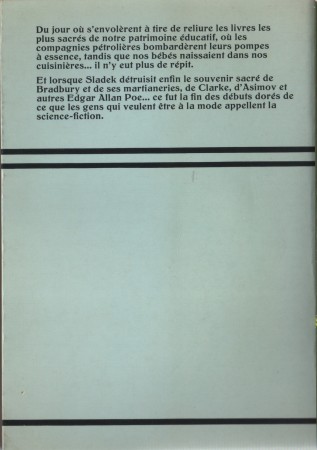 Du jour où s'envolèrent à tire de reliure les livres les
plus sacrés de notre patrimoine éducatif, où les
compagnies pétrolières bombardèrent leurs pompes
à essence, tandis que nos bébés naissaient dans nos
cuisinières... il n'y eut plus de répit.
Et lorsque Sladek détruisit enfin le souvenir sacré de
Bradbury et de ses martianeries, de Clarke, d'Asimov et
autres Edgar Allan Poe... ce fut la fin des débuts dorés de
ce que les gens qui veulent être à la mode appellent la
science-fiction.